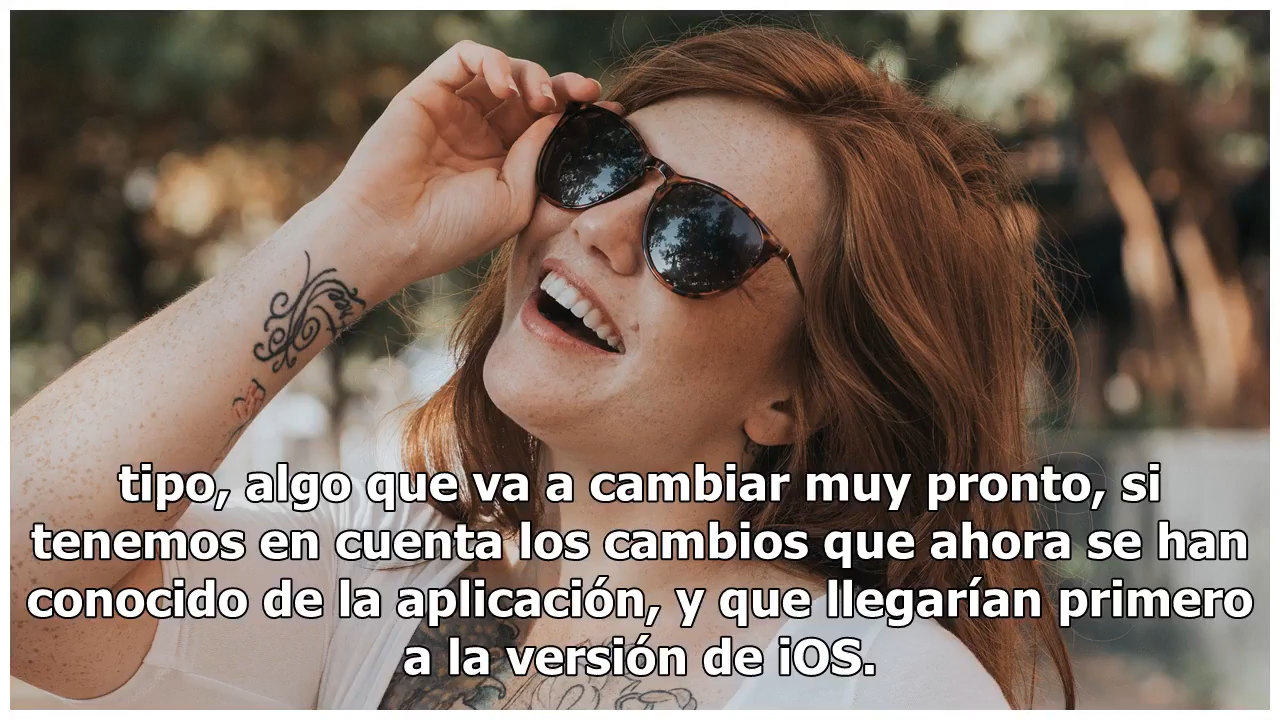 tipo, algo que va a cambiar muy pronto, si
tenemos en cuenta los cambios que ahora se han
conocido de la aplicación, y que llegarían primero
a la versión de iOS.